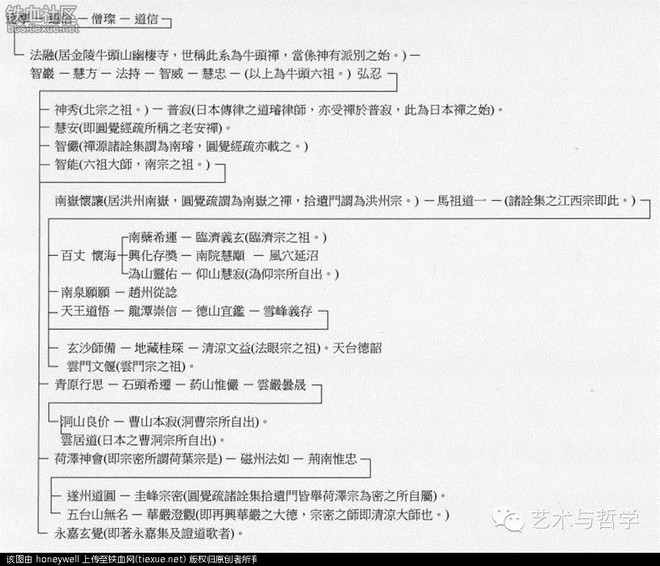 铁血社区
bbs.tiexue.net
道信 － 僧璨 － 道信
法融(居金陵牛頭山幽棲寺，世稱此系為牛頭禪，當係神有派別之始。)－
智巖 － 慧方 － 法持 － 智威 － 慧忠 － (以上為牛頭六祖。) 弘忍
神秀(北宗之祖。) － 普寂(日本傳律之道璿律師，亦受禪於普寂，此為日本禪之始)。
慧安(即圓覺經疏所稱之老安禪)。
智儼(禪源諸詮集謂為南璿，圓覺經疏亦載之。)
智能(六祖大師，南宗之祖。)
南嶽懷讓(居洪州南嶽，圓覺疏謂為南嶽之禪，拾遺門謂為洪州宗。) － 馬祖道一 － (諸詮集之江西宗即此。)
南蘗希運 － 臨濟義玄(臨濟宗之祖。)
百丈 懷海 興化存獎 － 南院慧顒 － 風穴延沼
溈山靈佑 － 仰山慧寂(為仰宗所自出。)
南泉願願 － 趙州從諗
天王道悟 － 龍潭崇信 － 德山宜鑑 － 雪峰義存
玄沙師備 － 地藏桂琛 － 清涼文益(法眼宗之祖)。天台德韶
雲門文偃(雲門宗之祖)。
青原行思 － 石頭希遷 － 药山惟儼 － 雲嚴曇晟
洞山良价 － 曹山本寂(洞曹宗所自出)。
雲居道(日本之曹洞宗所自出)。
荷澤神會(即宗密所謂荷葉宗是) － 磁州法如 － 荊南惟忠
遂州道圓 － 圭峰宗密(圓覺疏諸詮集拾遺門皆舉荷澤宗為密之所自屬)。
五台山無名 － 華嚴澄觀(即再興華嚴之大德，宗密之師即清涼大師也。)
永嘉玄覺(即著永嘉集及證道歌者)。
艺术与哲学
该图由 honeywell 上传至铁血网(tiexue.net) 版权归原创者所有